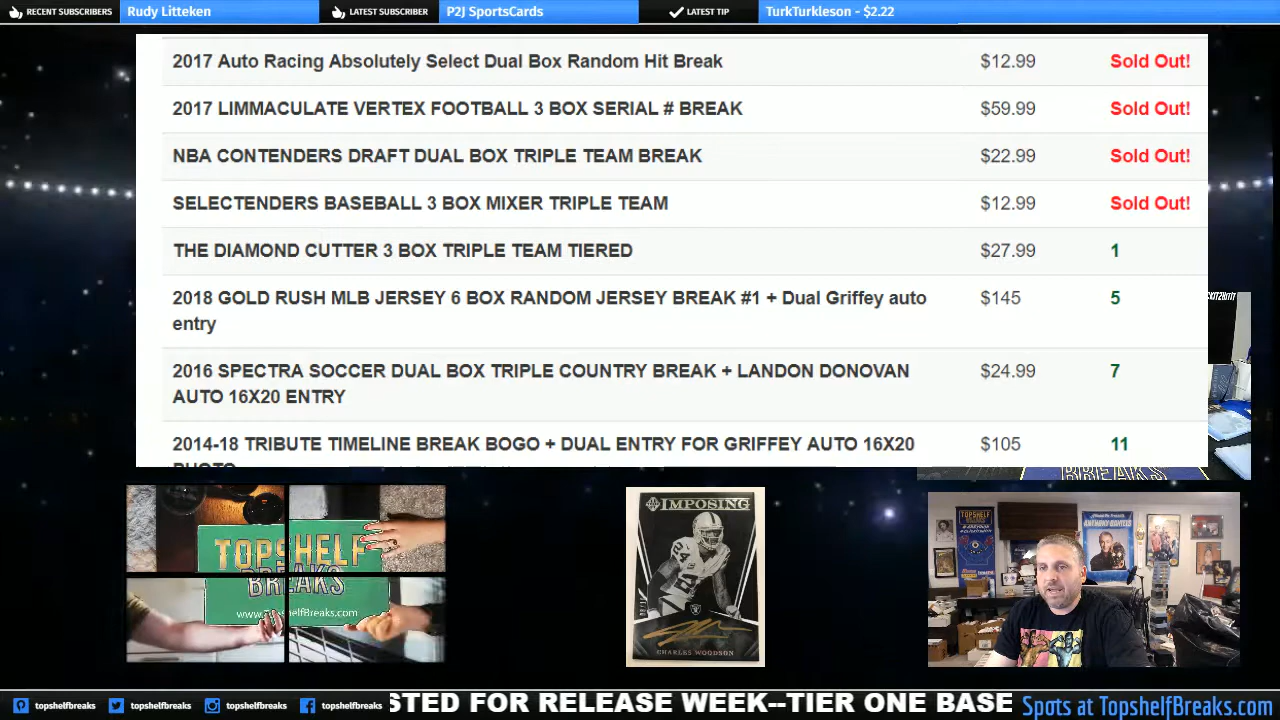 RECENT SUBSCRIBERS Rudy Litteken LATEST SUBSCRIBER P2J SportsCards LATEST TIP TurkTurkleson - $2.22
2017 Auto Racing Absolutely Select Dual Box Random Hit Break $12.99 Sold Out!
2017 LIMMACULATE VERTEX FOOTBALL 3 BOX SERIAL # BREAK $59.99 Sold Out!
NBA CONTENDERS DRAFT DUAL BOX TRIPLE TEAM BREAK $22.99 Sold Out!
SELECTENDERS BASEBALL 3 BOX MIXER TRIPLE TEAM $12.99 Sold Out!
THE DIAMOND CUTTER 3 BOX TRIPLE TEAM TIERED $27.99 1
2018 GOLD RUSH MLB JERSEY 6 BOX RANDOM JERSEY BREAK #1 + Dual Griffey auto $145 5
entry
2016 SPECTRA SOCCER DUAL BOX TRIPLE COUNTRY BREAK + LANDON DONOVAN $24.99 7
AUTO 16X20 ENTRY
2014-18 TRIBUTE TIMELINE BREAK BOGO + DUAL ENTRY FOR GRIFFEY AUTO 16X20 $105 11
PHOTO
BREAKS
TOPSHELF
BREAKS
www.TopshelfBreaks.com
IMPOSING
CHARLES WOODSON
TOPSHELF
BREAKS
ANTHONY GONTES
topshelfbreaks topshelfbreaks topshelfbreaks topshelfbreaks STED FOR RELEASE WEEK--TIER ONE BASE Spots at TopshelfBreaks.com